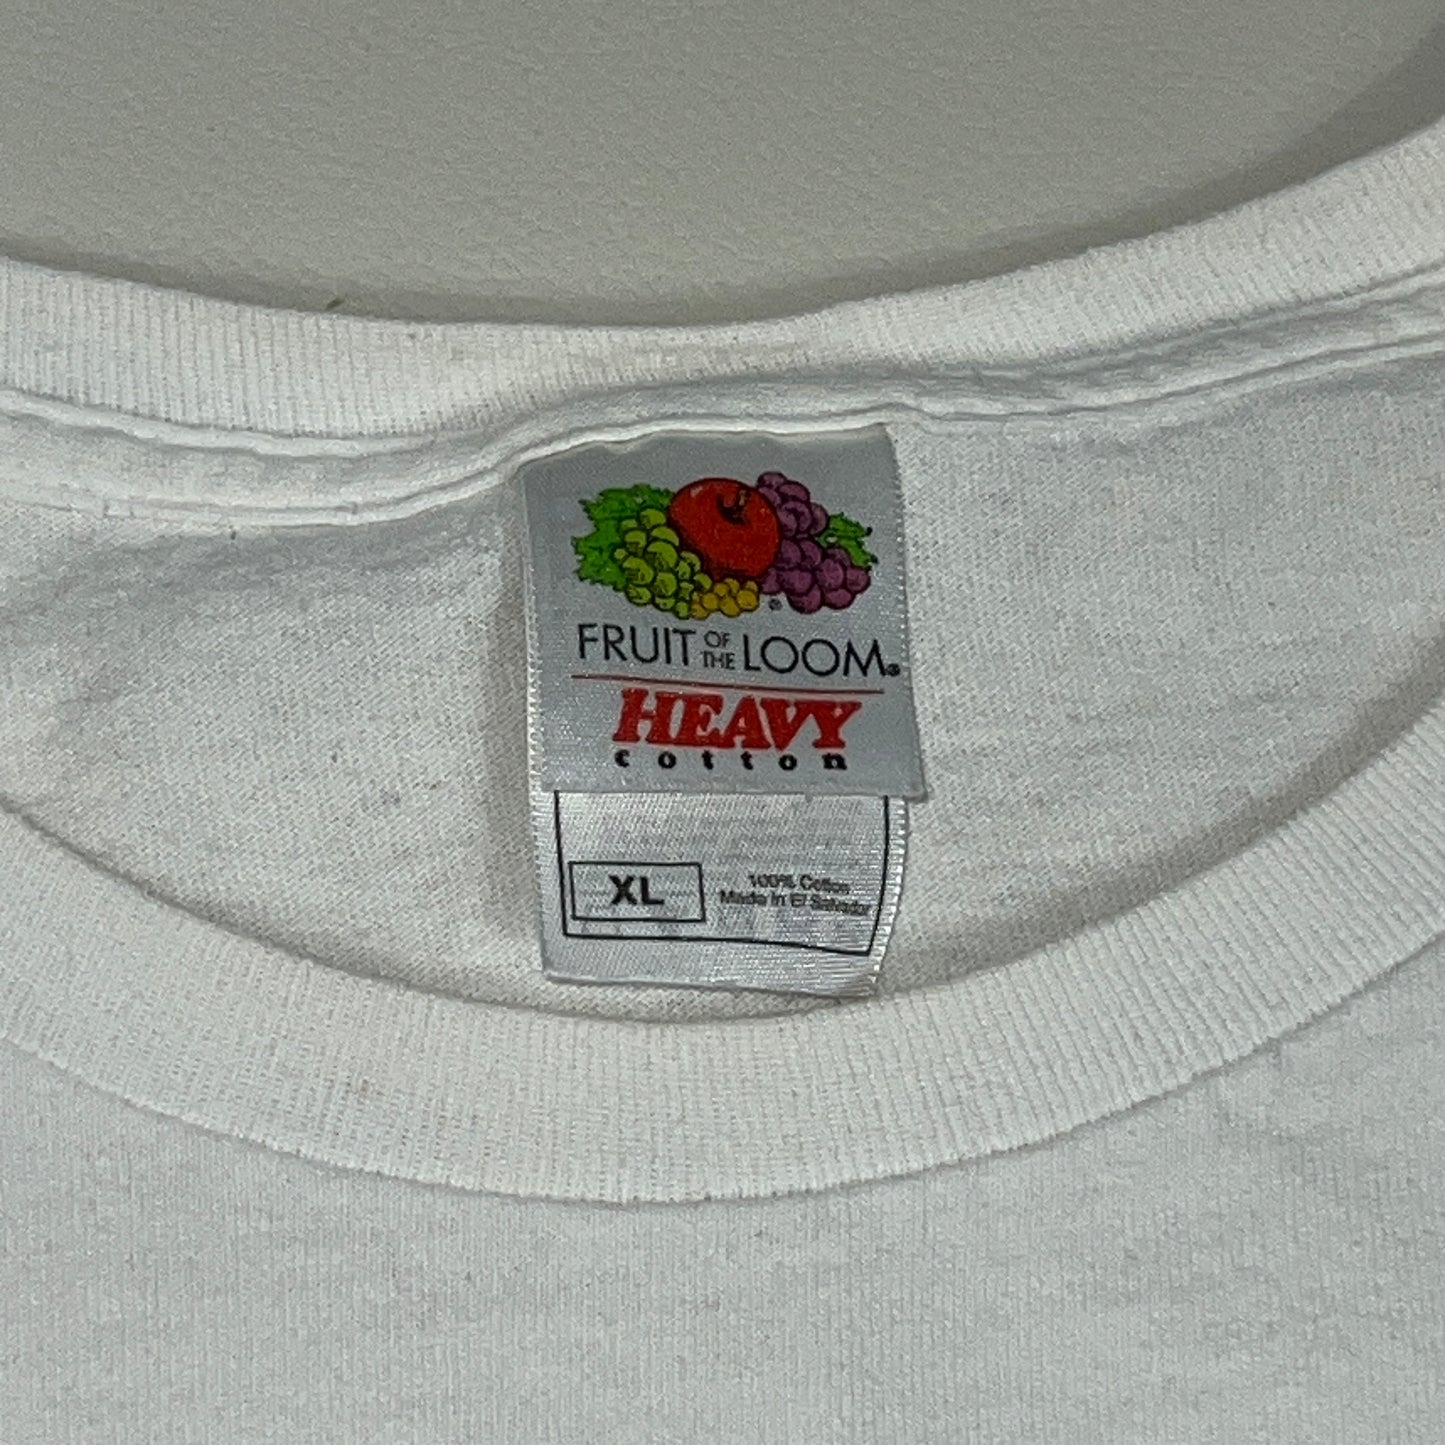 FRUIT OF THE LOOM®
HEAVY
cotton
XL
100% Cotton
Made in El Salvador